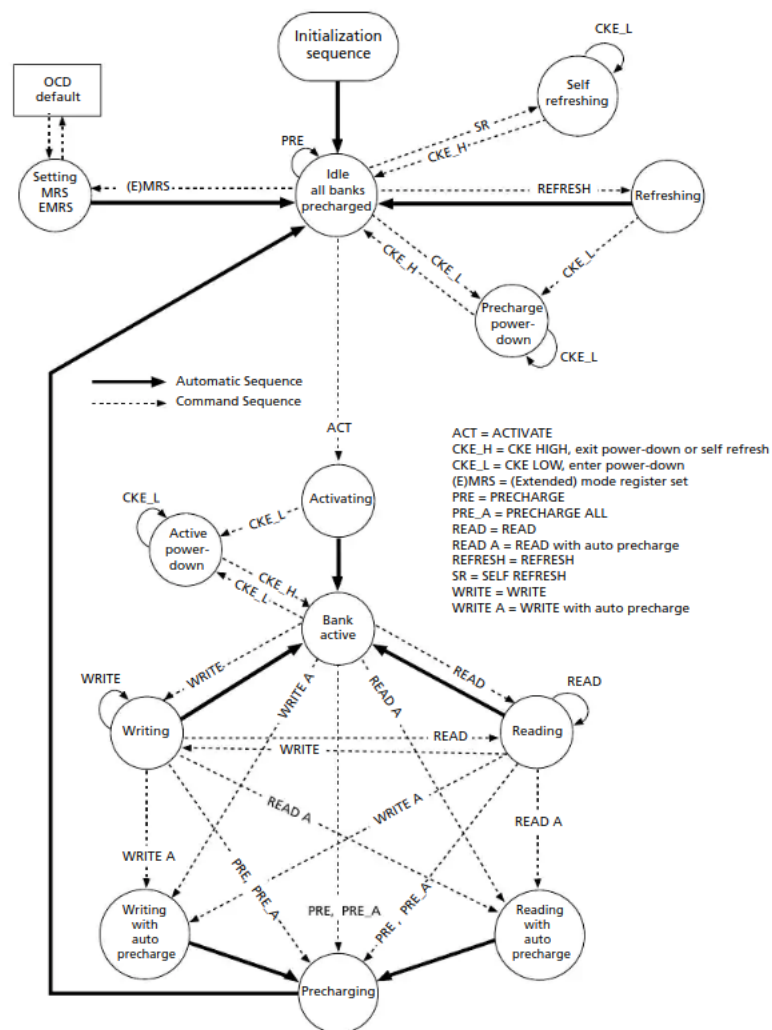 Initialization
sequence
CKE_L
OCD
default
Self
refreshing
SR
CKE_H
PRE
Setting
MRS
EMRS
(E)MRS
Idle
all banks
precharged
REFRESH
Refreshing
CKE_L
CKE_H
CKE_L
Precharge
power-
down
CKE_L
Automatic Sequence
Command Sequence
ACT
ACT = ACTIVATE
CKE_H = CKE HIGH, exit power-down or self refresh
CKE_L = CKE LOW, enter power-down
(E)MRS = (Extended) mode register set
PRE = PRECHARGE
PRE_A = PRECHARGE ALL
READ = READ
READ A = READ with auto precharge
REFRESH = REFRESH
SR = SELF REFRESH
WRITE = WRITE
WRITE A = WRITE with auto precharge
Activating
CKE_L
CKE_L
Active
power-
down
CKE_H
CKE_L
Bank
active
WRITE
WRITE
READ
READ
WRITE A
READ A
Writing
READ
WRITE
Reading
READ A
WRITE A
WRITE A
READ A
PRE, PRE_A
PRE, PRE_A
PRE, PRE_A
Writing
with
auto
precharge
Reading
with
auto
precharge
Precharging